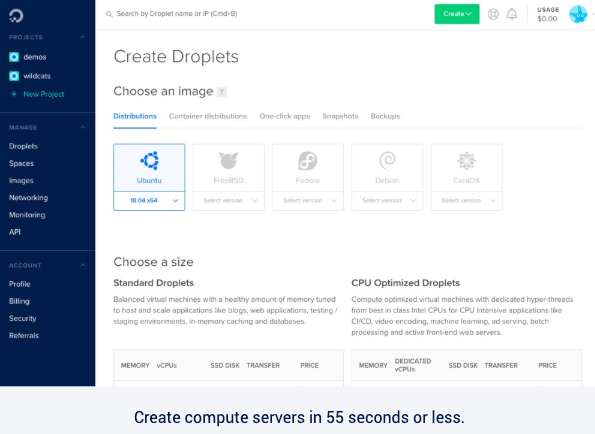 Search by Droplet name or IP (Cmd+B)
Create
USAGE
$0.00
PROJECTS
demos
wildcats
+ New Project
MANAGE
Droplets
Spaces
Images
Networking
Monitoring
API
ACCOUNT
Profile
Billing
Security
Referrals
Create Droplets
Choose an image ?
Distributions Container distributions One-click apps Snapshots Backups
Ubuntu FreeBSD Fedora Debian CentOS
18.04 x64 Select version Select version Select version Select version
Choose a size
Standard Droplets
Balanced virtual machines with a healthy amount of memory tuned
to host and scale applications like blogs, web applications, testing /
staging environments, in-memory caching and databases.
MEMORY vCPUs SSD DISK TRANSFER PRICE
CPU Optimized Droplets
Compute optimized virtual machines with dedicated hyper-threads
from best in class Intel CPUs for CPU Intensive applications like
CI/CD, video encoding, machine learning, ad serving, batch
processing and active front-end web servers.
MEMORY DEDICATED vCPUs SSD DISK TRANSFER PRICE
Create compute servers in 55 seconds or less.